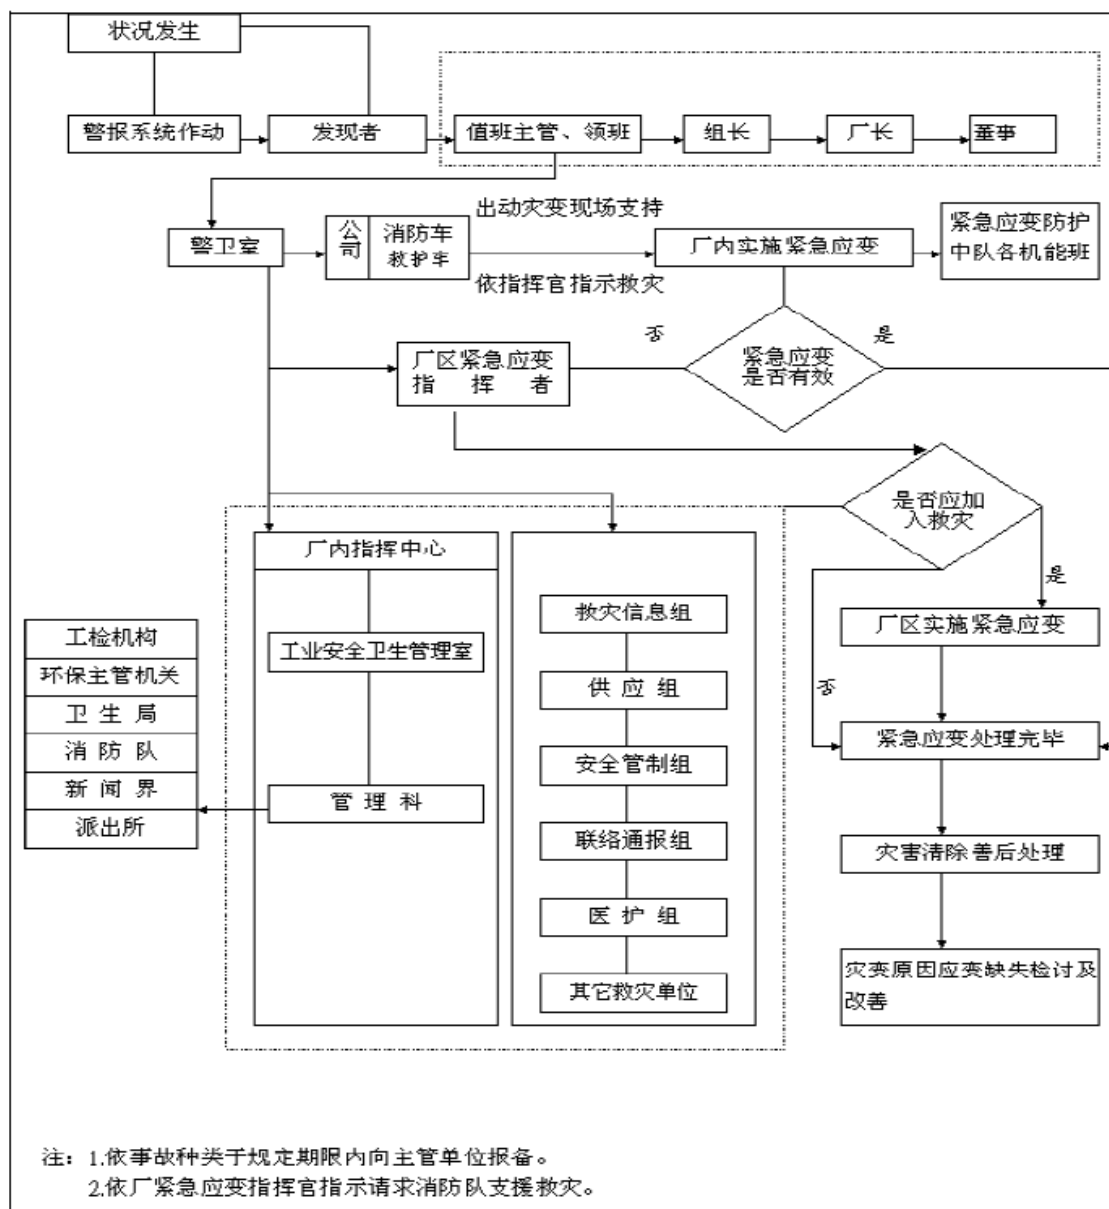 状况发生
警报系统作动
发现者
值班主管、领班
组长
厂长
董事
警卫室
公司
消防车
救护车
出动灾变现场支持
依指挥官指示救灾
厂内实施紧急应变
紧急应变防护
中队各机能班
否
是
厂区紧急应变
指挥者
紧急应变
是否有效
是否应加
入救灾
是
否
厂内指挥中心
工业安全卫生管理室
管理科
救灾信息组
供应组
安全管制组
联络通报组
医护组
其它救灾单位
工检机构
环保主管机关
卫生局
消防队
新闻界
派出所
厂区实施紧急应变
紧急应变处理完毕
灾害清除善后处理
灾变原因应变缺失检讨及
改善
注：1.依事故种类于规定期限内向主管单位报备。
2.依厂紧急应变指挥官指示请求消防队支援救灾。